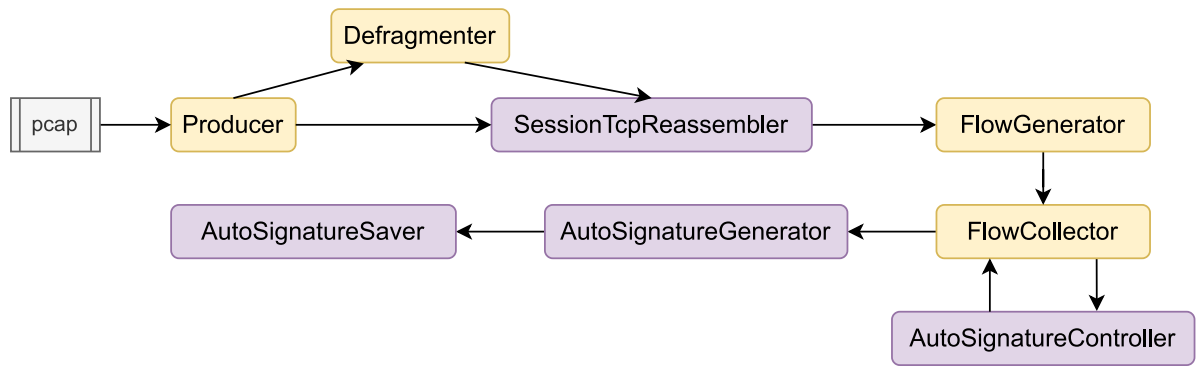 Defragmenter
pcap
Producer
SessionTcpReassembler
FlowGenerator
AutoSignatureSaver
AutoSignatureGenerator
FlowCollector
AutoSignatureController